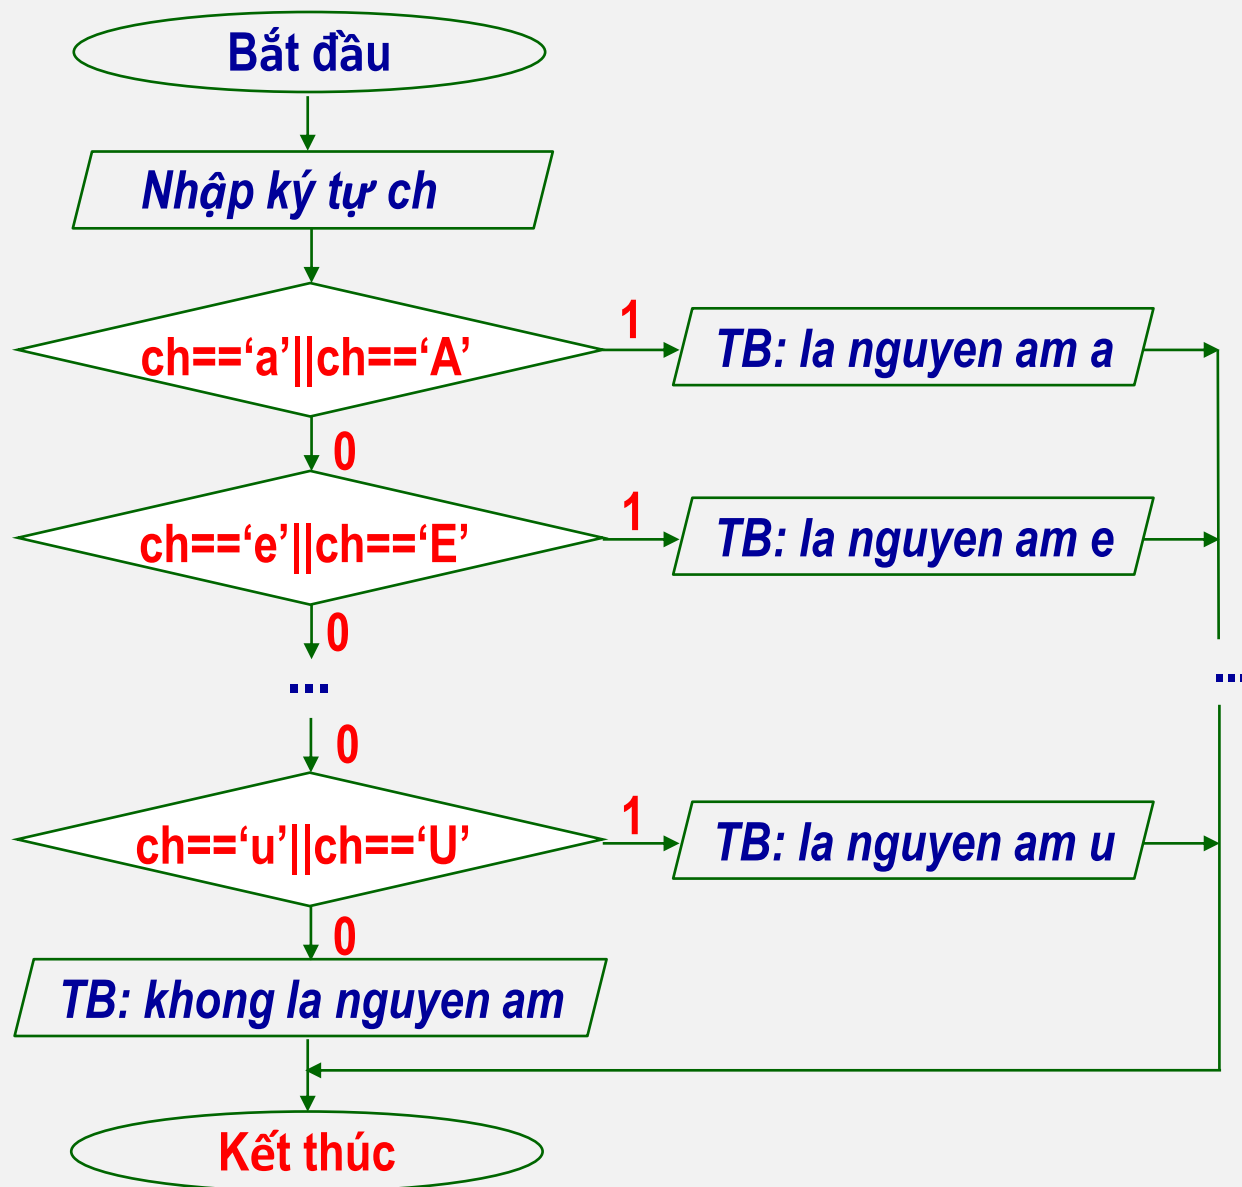 Bắt đầu
Nhập ký tự ch
ch==‘a’||ch==‘A’
1
TB: la nguyen am a
0
ch==‘e’||ch==‘E’
1
TB: la nguyen am e
0
...
...
0
ch==‘u’||ch==‘U’
1
TB: la nguyen am u
0
TB: khong la nguyen am
Kết thúc